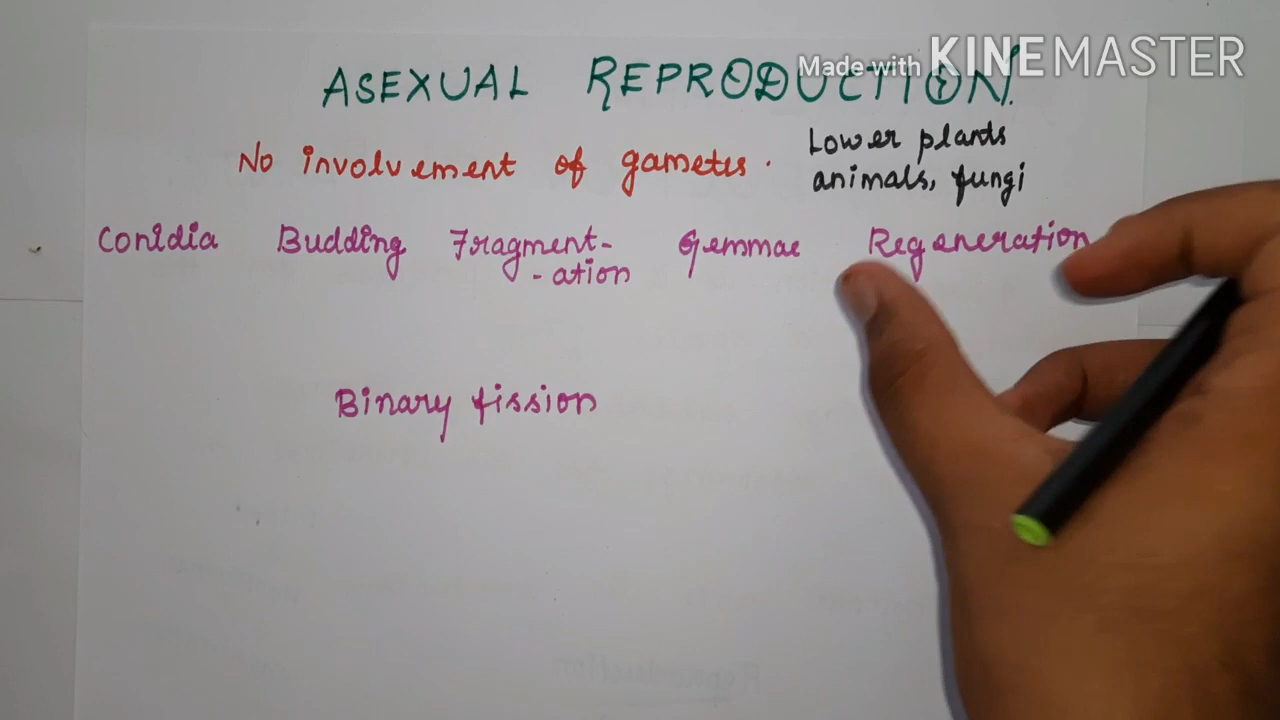 Made with KINEMASTER
ASEXUAL REPRODUCTION.
No involvement of gametes.
Lower plants
animals, fungi
Conidia Budding Fragment-
-ation
Gemmae Regeneration
Binary fission